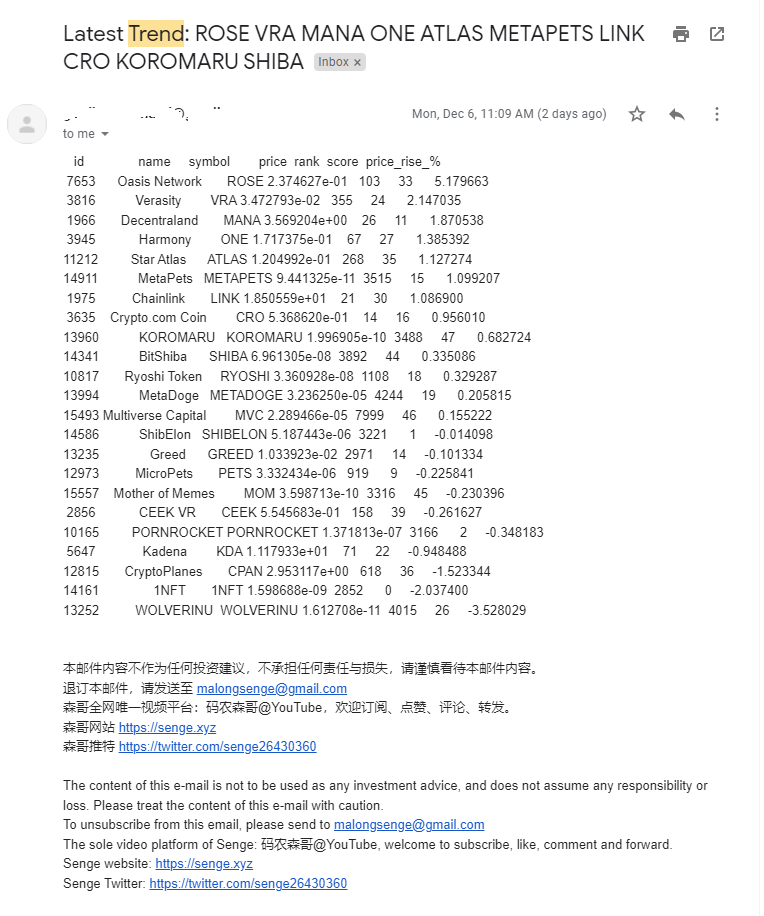 Latest Trend: ROSE VRA MANA ONE ATLAS METAPETS LINK
CRO KOROMARU SHIBA Inbox ×
Mon, Dec 6, 11:09 AM (2 days ago)
to me
id name symbol price rank score price_rise_%
7653 Oasis Network ROSE 2.374627e-01 103 33 5.179663
3816 Verasity VRA 3.472793e-02 355 24 2.147035
1966 Decentraland MANA 3.569204e+00 26 11 1.870538
3945 Harmony ONE 1.717375e-01 67 27 1.385392
11212 Star Atlas ATLAS 1.204992e-01 268 35 1.127274
14911 MetaPets METAPETS 9.441325e-11 3515 15 1.099207
1975 Chainlink LINK 1.850559e+01 21 30 1.086900
3635 Crypto.com Coin CRO 5.368620e-01 14 16 0.956010
13960 KOROMARU KOROMARU 1.996905e-10 3488 47 0.682724
14341 BitShiba SHIBA 6.961305e-08 3892 44 0.335086
10817 Ryoshi Token RYOSHI 3.360928e-08 1108 18 0.329287
13994 MetaDoge METADOGE 3.236250e-05 4244 19 0.205815
15493 Multiverse Capital MVC 2.289466e-05 7999 46 0.155222
14586 ShibElon SHIBELON 5.187443e-06 3221 1 -0.014098
13235 Greed GREED 1.033923e-02 2971 14 -0.101334
12973 MicroPets PETS 3.332434e-06 919 9 -0.225841
15557 Mother of Memes MOM 3.598713e-10 3316 45 -0.230396
2856 CEEK VR CEEK 5.545683e-01 158 39 -0.261627
10165 PORNROCKET PORNROCKET 1.371813e-07 3166 2 -0.348183
5647 Kadena KDA 1.117933e+01 71 22 -0.948488
12815 CryptoPlanes CPAN 2.953117e+00 618 36 -1.523344
14161 1NFT 1NFT 1.598688e-09 2852 0 -2.037400
13252 WOLVERINU WOLVERINU 1.612708e-11 4015 26 -3.528029
本邮件内容不作为任何投资建议，不承担任何责任与损失，请谨慎看待本邮件内容。
退订本邮件，请发送至 malongsenge@gmail.com
森哥全网唯一视频平台：码农森哥@YouTube，欢迎订阅、点赞、评论、转发。
森哥网站 https://senge.xyz
森哥推特 https://twitter.com/senge26430360
The content of this e-mail is not to be used as any investment advice, and does not assume any responsibility or
loss. Please treat the content of this e-mail with caution.
To unsubscribe from this email, please send to malongsenge@gmail.com
The sole video platform of Senge: 码农森哥@YouTube, welcome to subscribe, like, comment and forward.
Senge website: https://senge.xyz
Senge Twitter: https://twitter.com/senge26430360